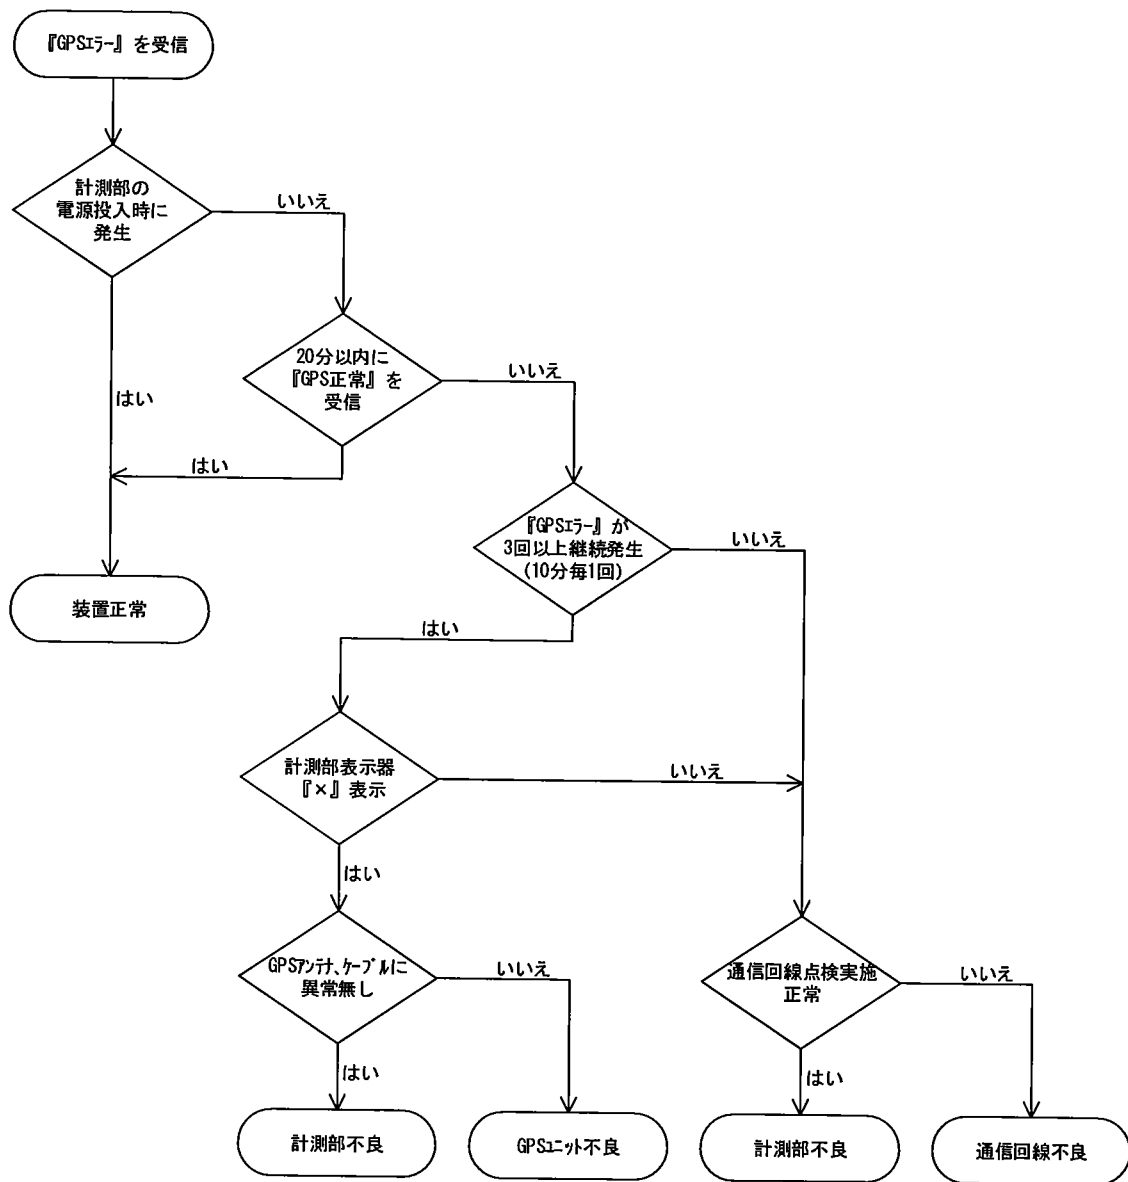 『GPSｴﾗｰ』を受信
計測部の
電源投入時に
発生
いいえ
はい
20分以内に
『GPS正常』を
受信
いいえ
はい
装置正常
『GPSｴﾗｰ』が
3回以上継続発生
(10分毎1回)
いいえ
はい
計測部表示器
『×』表示
いいえ
はい
GPSｱﾝﾃﾅ、ｹｰﾌﾞﾙに
異常無し
いいえ
はい
通信回線点検実施
正常
いいえ
はい
計測部不良
GPSﾕﾆｯﾄ不良
計測部不良
通信回線不良